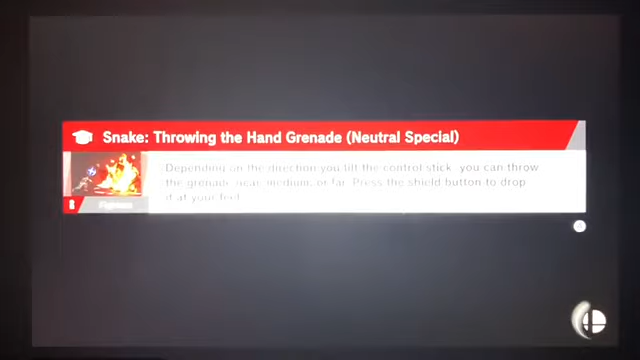 Snake: Throwing the Hand Grenade (Neutral Special)
Depending on the direction you tilt the control stick, you can throw
the grenade near, medium, or far. Press the shield button to drop
it at your feet.
Fighters